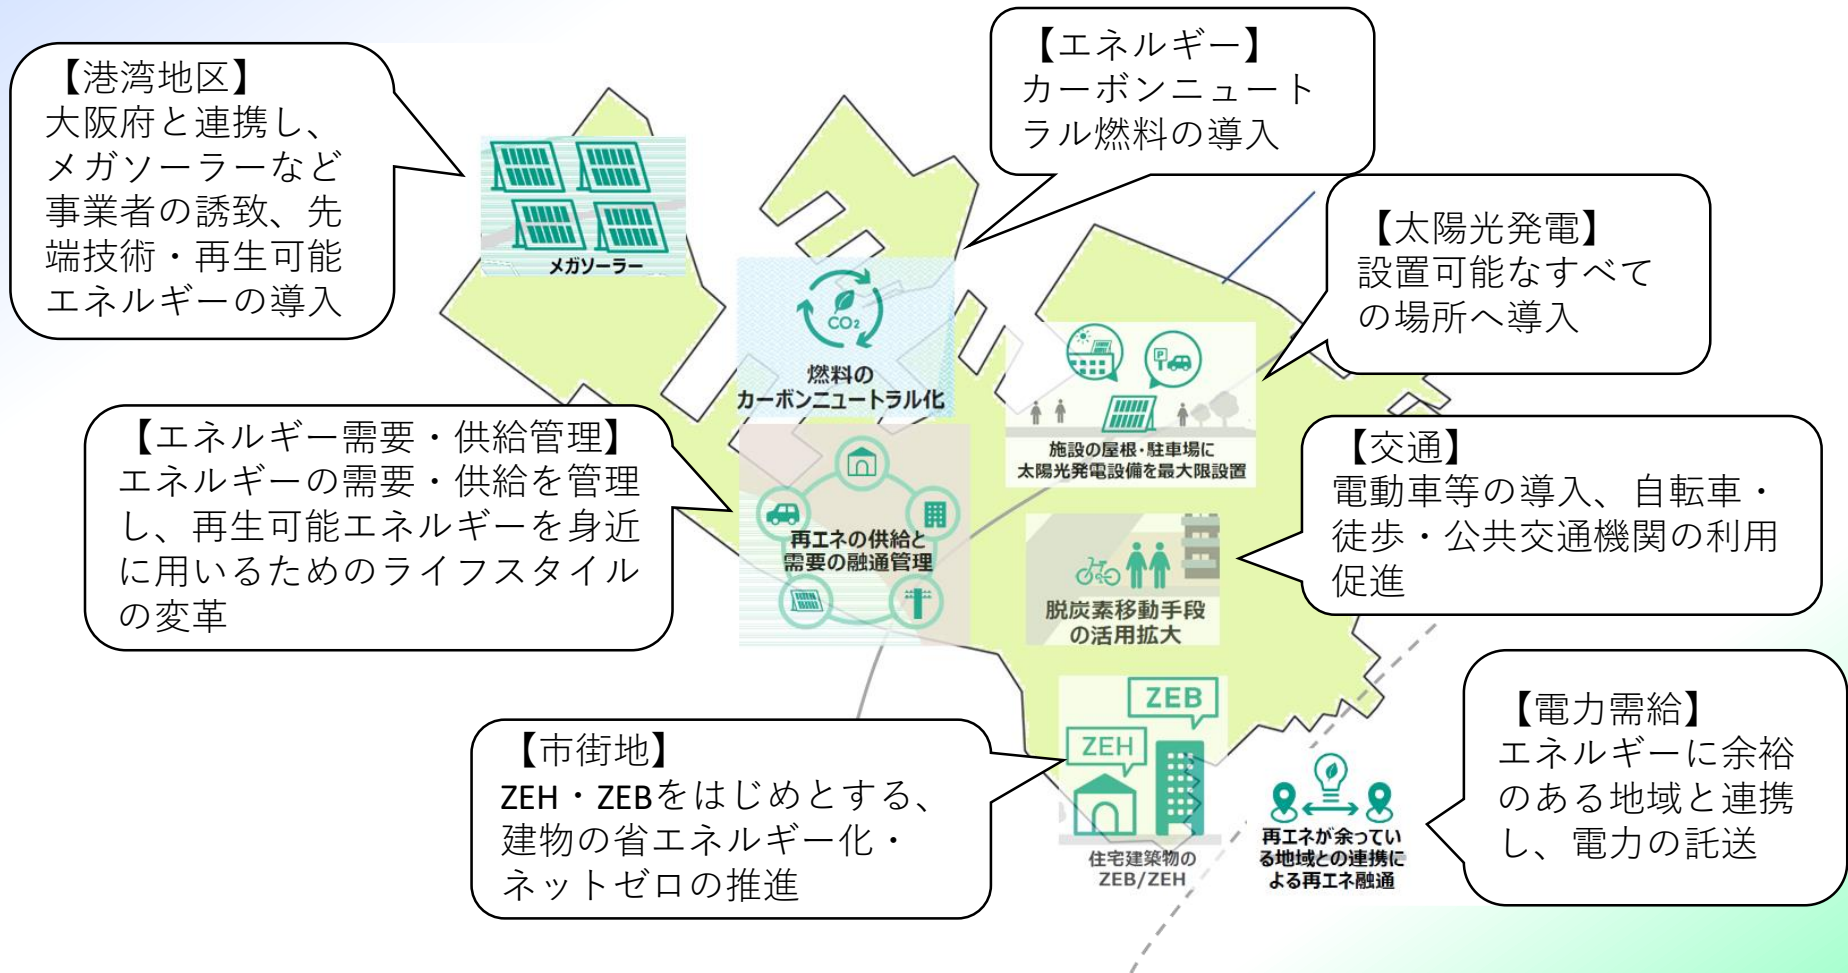 【港湾地区】
大阪府と連携し、
メガソーラーなど
事業者の誘致、先
端技術・再生可能
エネルギーの導入
【エネルギー】
カーボンニュート
ラル燃料の導入
【太陽光発電】
設置可能なすべて
の場所へ導入
メガソーラー
CO₂
燃料の
カーボンニュートラル化
P
施設の屋根・駐車場に
太陽光発電設備を最大限設置
【エネルギー需要・供給管理】
エネルギーの需要・供給を管理
し、再生可能エネルギーを身近
に用いるためのライフスタイル
の変革
再エネの供給と
需要の融通管理
【交通】
電動車等の導入、自転車・
徒歩・公共交通機関の利用
促進
脱炭素移動手段
の活用拡大
【市街地】
ZEH・ZEBをはじめとする、
建物の省エネルギー化・
ネットゼロの推進
ZEB
ZEH
住宅建築物の
ZEB/ZEH
再エネが余ってい
る地域との連携に
よる再エネ融通
【電力需給】
エネルギーに余裕
のある地域と連携
し、電力の託送